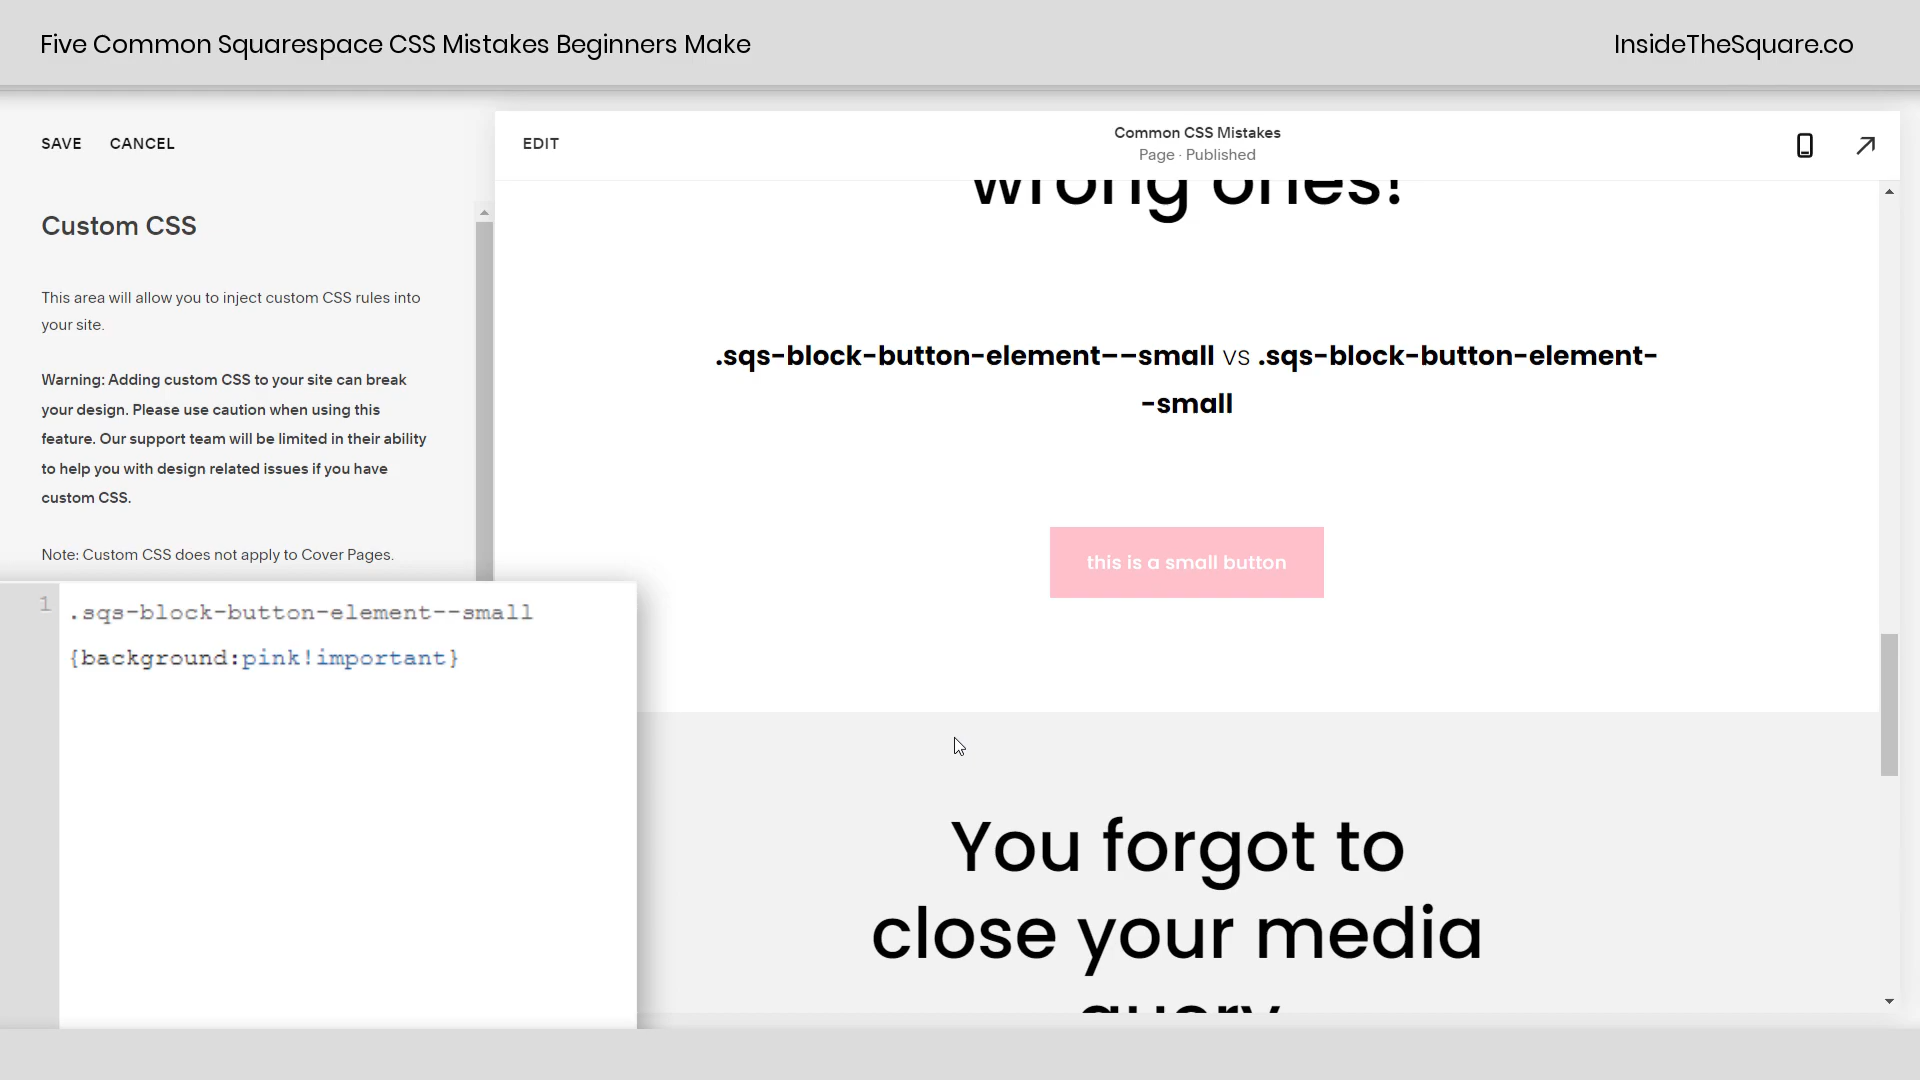 Five Common Squarespace CSS Mistakes Beginners Make
InsideTheSquare.co
SAVE CANCEL
EDIT
Common CSS Mistakes
Page · Published
Custom CSS
This area will allow you to inject custom CSS rules into
your site.
Warning: Adding custom CSS to your site can break
your design. Please use caution when using this
feature. Our support team will be limited in their ability
to help you with design related issues if you have
custom CSS.
Note: Custom CSS does not apply to Cover Pages.
1
.sqs-block-button-element--small
{background:pink!important}
wrong ones!
.sqs-block-button-element–-small vs .sqs-block-button-element-
-small
this is a small button
You forgot to
close your media
query